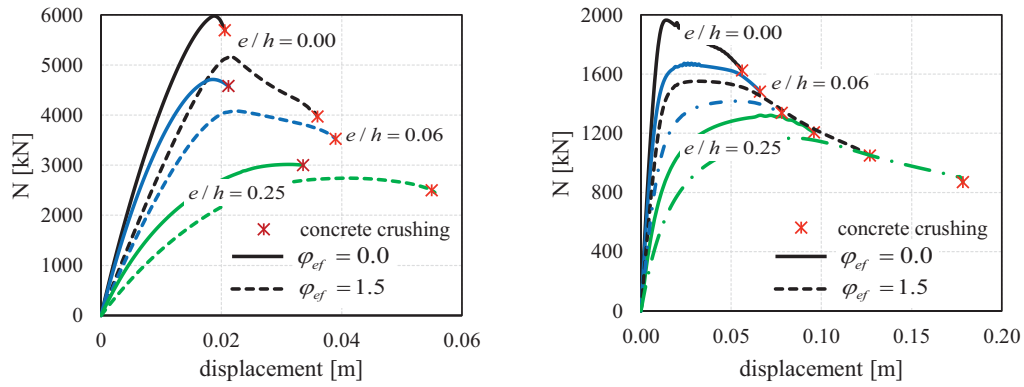 N [kN]
6000
5000
4000
3000
2000
1000
0
0
0.02
0.04
0.06
displacement [m]
e / h = 0.00
e / h = 0.06
e / h = 0.25
concrete crushing
φef = 0.0
φef = 1.5
N [kN]
2000
1600
1200
800
400
0
0.00
0.05
0.10
0.15
0.20
displacement [m]
e / h = 0.00
e / h = 0.06
e / h = 0.25
concrete crushing
φef = 0.0
φef = 1.5